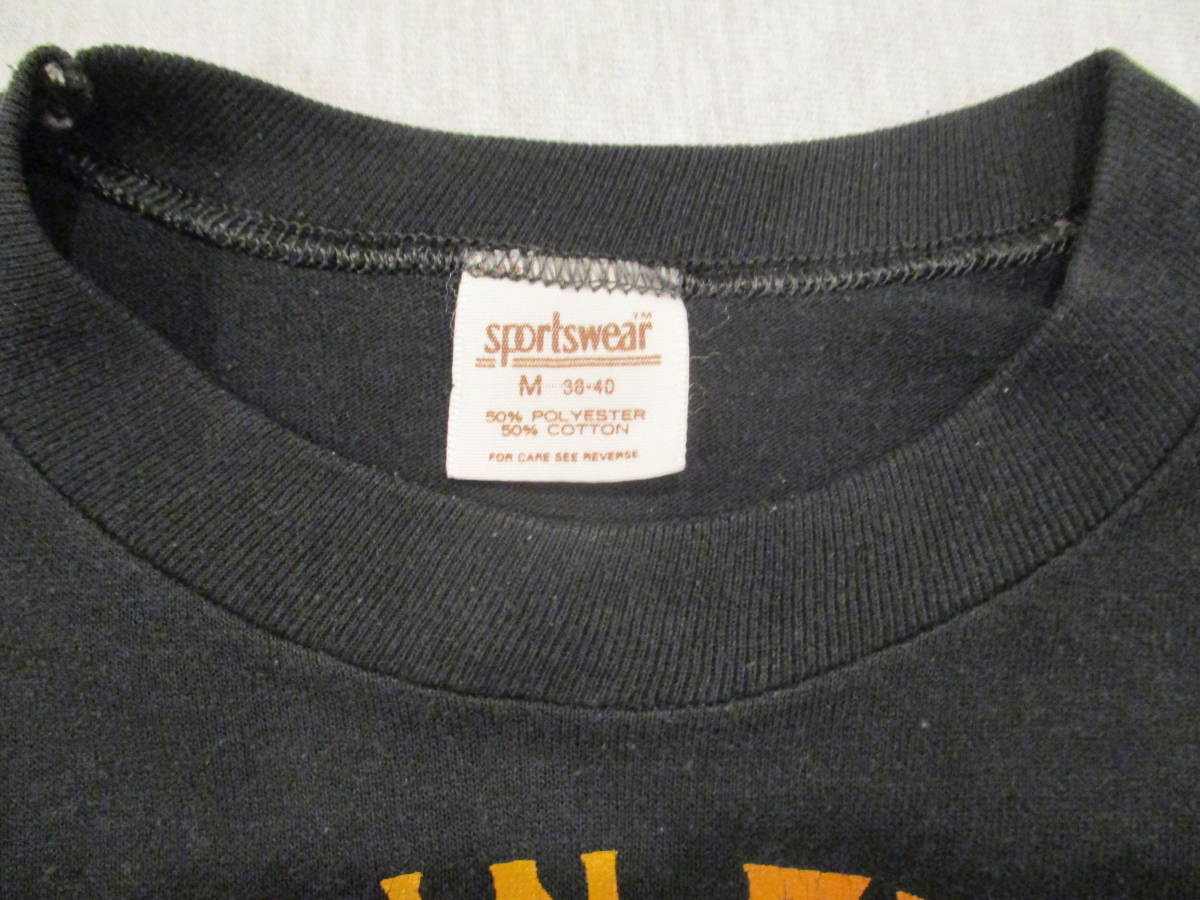 sportswear™
M 38-40
50% POLYESTER
50% COTTON
FOR CARE SEE REVERSE